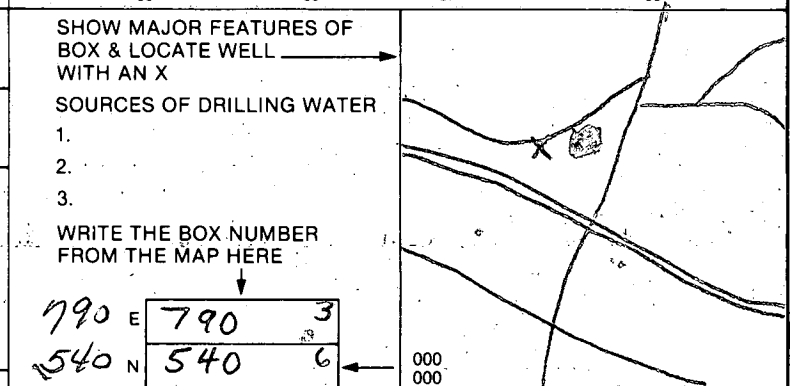 SHOW MAJOR FEATURES OF
BOX & LOCATE WELL
WITH AN X
SOURCES OF DRILLING WATER
1.
2.
3.
WRITE THE BOX NUMBER
FROM THE MAP HERE
790 E 790 3
540 N 540 6
000
000
X